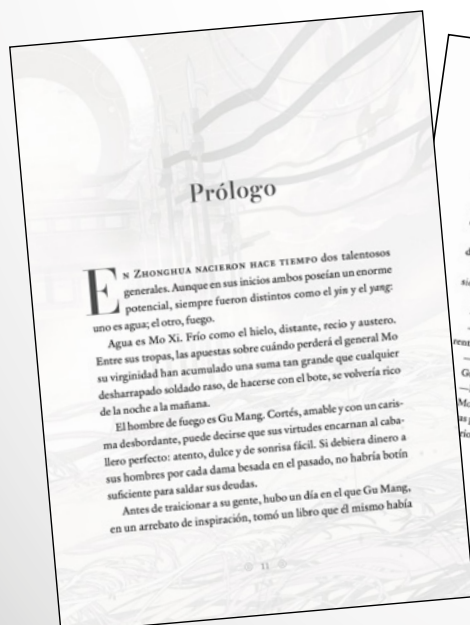 Prólogo
En Zhonghua nacieron hace tiempo dos talentosos
generales. Aunque en sus inicios ambos poseían un enorme
potencial, siempre fueron distintos como el yin y el yang:
uno es agua; el otro, fuego.
Agua es Mo Xi. Frío como el hielo, distante, recio y austero.
Entre sus tropas, las apuestas sobre cuándo perderá el general Mo
su virginidad han acumulado una suma tan grande que cualquier
desharrapado soldado raso, de hacerse con el bote, se volvería rico
de la noche a la mañana.
El hombre de fuego es Gu Mang. Cortés, amable y con un caris-
ma desbordante, puede decirse que sus virtudes encarnan al caba-
llero perfecto: atento, dulce y de sonrisa fácil. Si debiera dinero a
sus hombres por cada dama besada en el pasado, no habría botín
suficiente para saldar sus deudas.
Antes de traicionar a su gente, hubo un día en el que Gu Mang,
en un arrebato de inspiración, tomó un libro que él mismo había
11